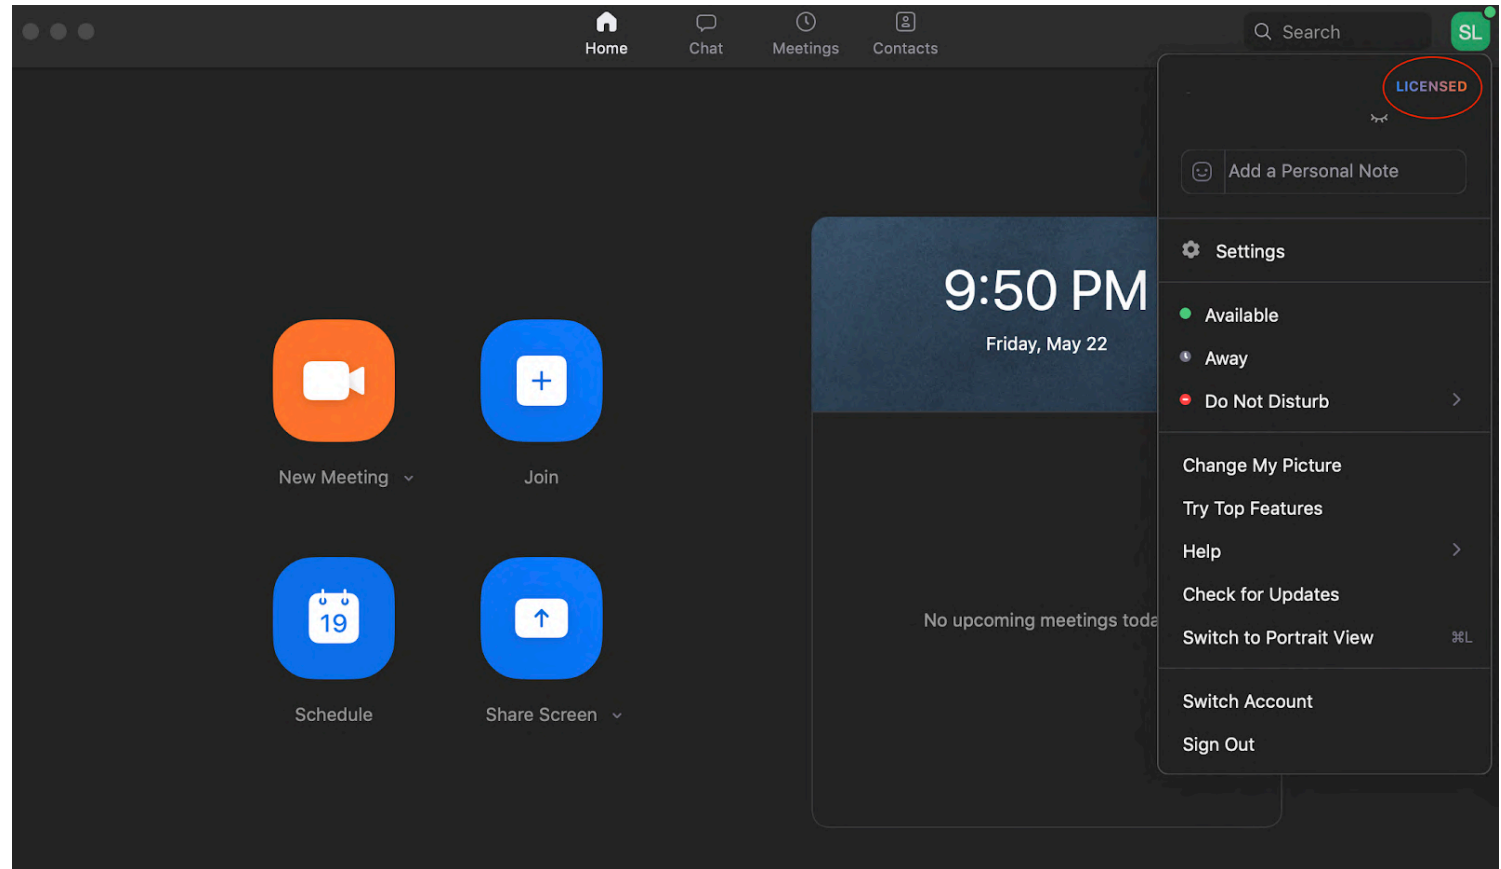 Home
Chat
Meetings
Contacts
Search
SL
LICENSED
Add a Personal Note
Settings
9:50 PM
Friday, May 22
Available
Away
Do Not Disturb
New Meeting
Join
Change My Picture
Try Top Features
Help
Check for Updates
Switch to Portrait View ⌘L
19
No upcoming meetings toda
Schedule
Share Screen
Switch Account
Sign Out